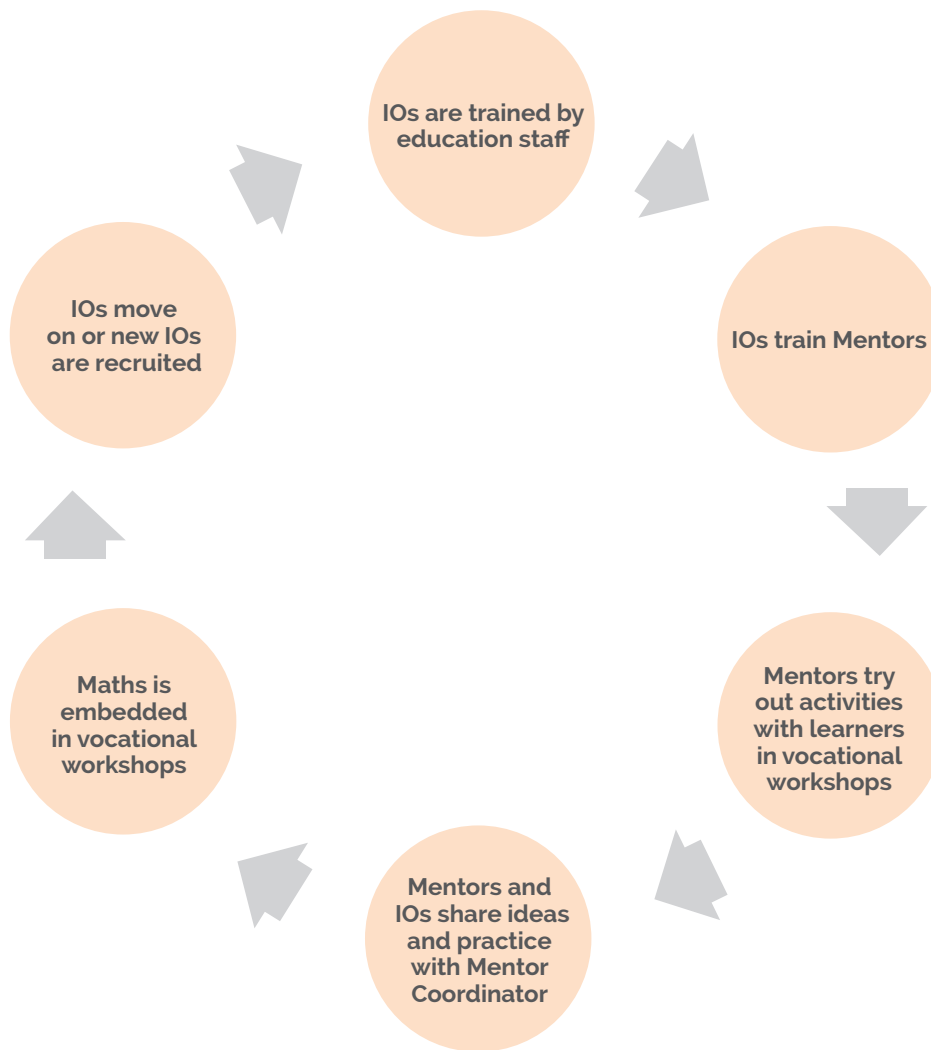 IOs are trained by
education staff
IOs train Mentors
Mentors try
out activities
with learners
in vocational
workshops
Mentors and
IOs share ideas
and practice
with Mentor
Coordinator
Maths is
embedded
in vocational
workshops
IOs move
on or new IOs
are recruited